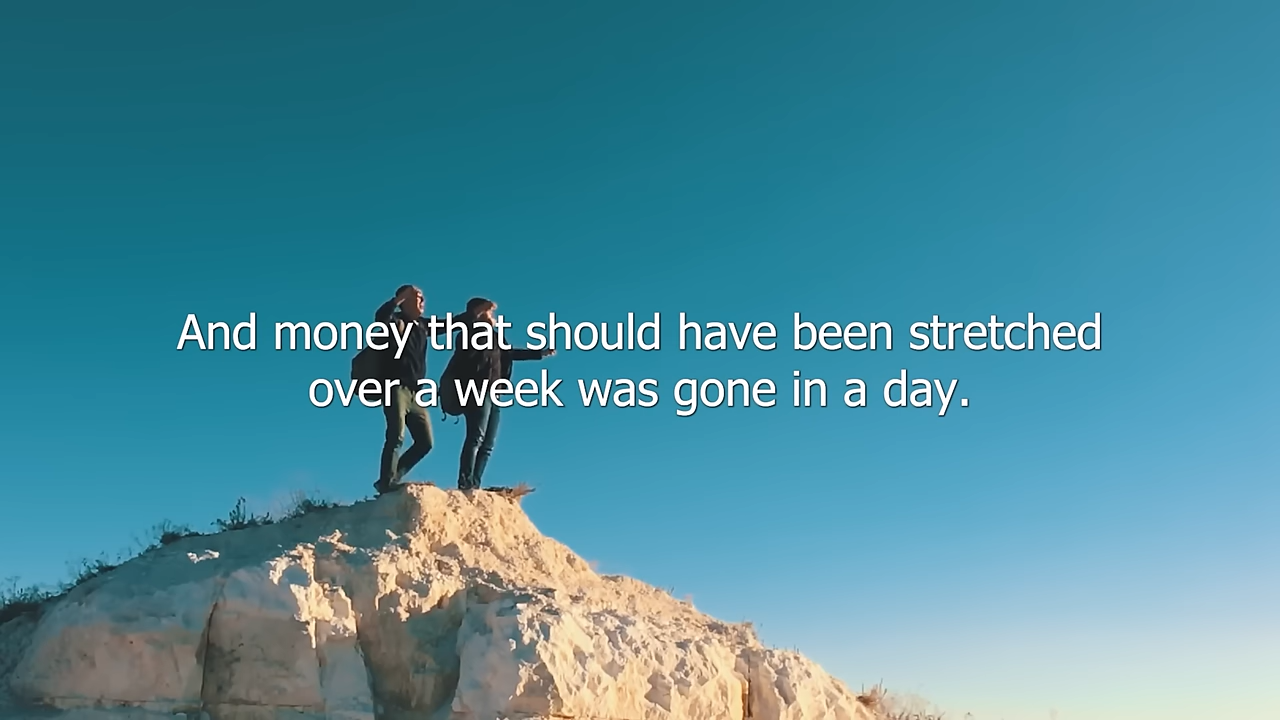 And money that should have been stretched
over a week was gone in a day.